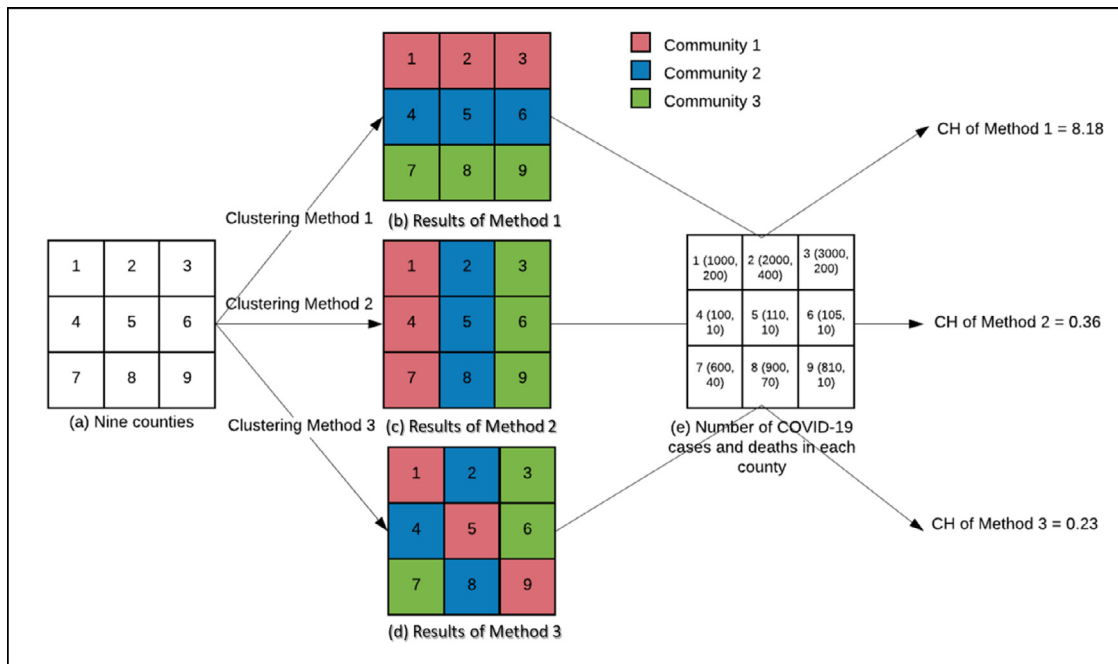 Community 1
Community 2
Community 3
1 2 3
4 5 6
7 8 9
(b) Results of Method 1
CH of Method 1 = 8.18
Clustering Method 1
1 2 3
4 5 6
7 8 9
(a) Nine counties
Clustering Method 2
1 2 3
4 5 6
7 8 9
(c) Results of Method 2
1 (1000,
200)
2 (2000,
400)
3 (3000,
200)
4 (100,
10)
5 (110,
10)
6 (105,
10)
7 (600,
40)
8 (900,
70)
9 (810,
10)
(e) Number of COVID-19
cases and deaths in each
county
CH of Method 2 = 0.36
Clustering Method 3
1 2 3
4 5 6
7 8 9
(d) Results of Method 3
CH of Method 3 = 0.23